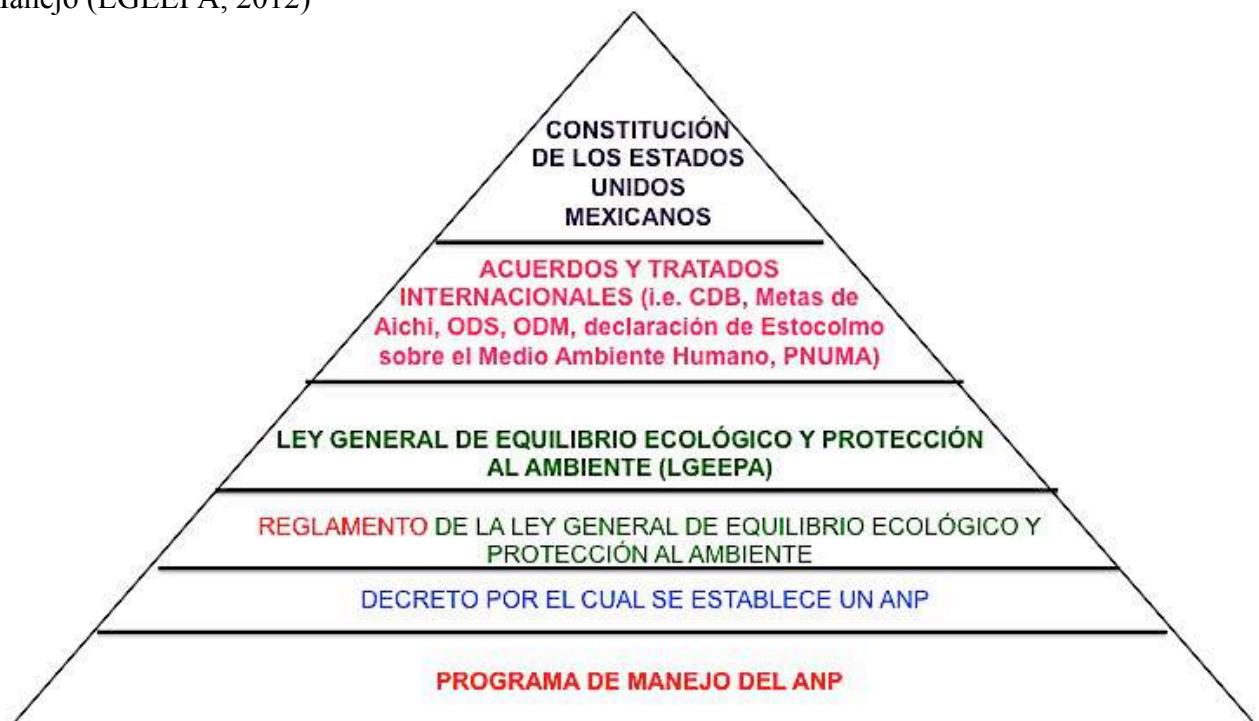 (LGEEPA, 2012)
CONSTITUCIÓN
DE LOS ESTADOS
UNIDOS
MEXICANOS
ACUERDOS Y TRATADOS
INTERNACIONALES (i.e. CDB, Metas de
Aichi, ODS, ODM, declaración de Estocolmo
sobre el Medio Ambiente Humano, PNUMA)
LEY GENERAL DE EQUILIBRIO ECOLÓGICO Y PROTECCIÓN
AL AMBIENTE (LGEEPA)
REGLAMENTO DE LA LEY GENERAL DE EQUILIBRIO ECOLÓGICO Y
PROTECCIÓN AL AMBIENTE
DECRETO POR EL CUAL SE ESTABLECE UN ANP
PROGRAMA DE MANEJO DEL ANP